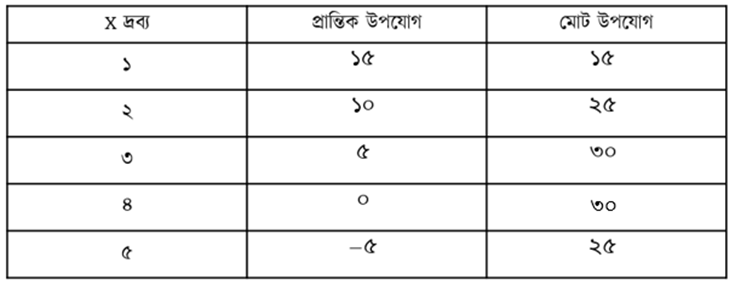 X দ্রব্য প্রান্তিক উপযোগ মোট উপযোগ
১ ১৫ ১৫
২ ১০ ২৫
৩ ৫ ৩০
৪ ০ ৩০
৫ –৫ ২৫